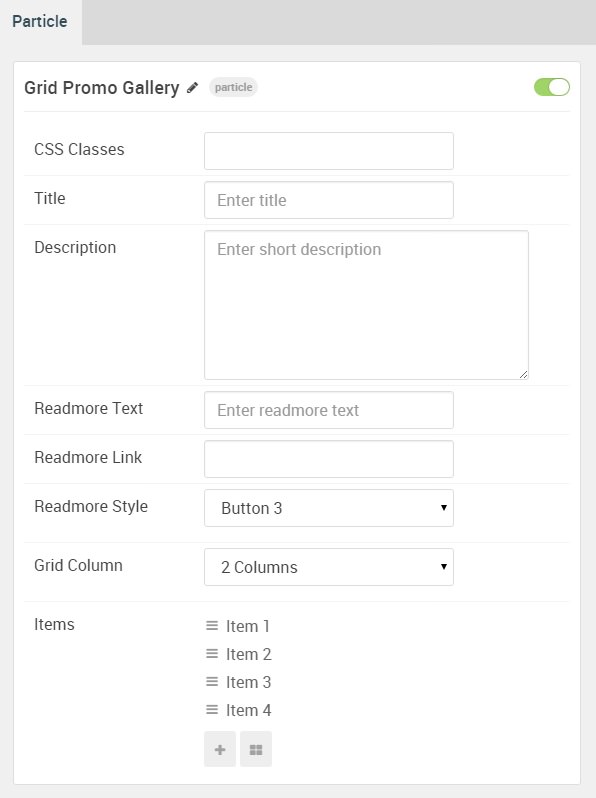 Particle
Grid Promo Gallery particle
CSS Classes
Title Enter title
Description Enter short description
Readmore Text Enter readmore text
Readmore Link
Readmore Style Button 3
Grid Column 2 Columns
Items Item 1
Item 2
Item 3
Item 4